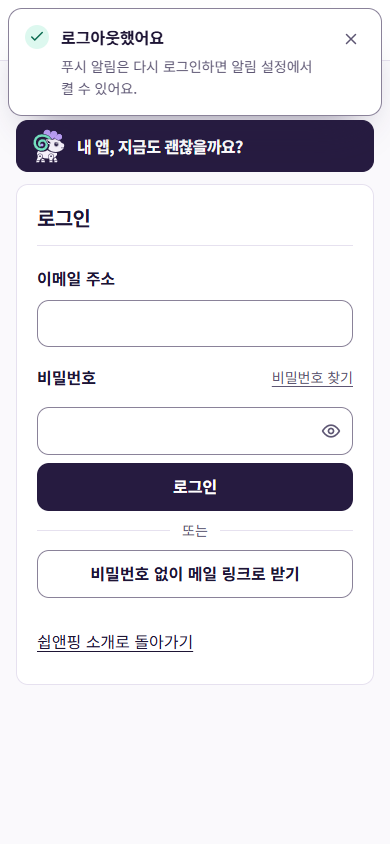 로그아웃했어요
푸시 알림은 다시 로그인하면 알림 설정에서
켤 수 있어요.
내 앱, 지금도 괜찮을까요?
로그인
이메일 주소
비밀번호
비밀번호 찾기
로그인
또는
비밀번호 없이 메일 링크로 받기
쉽앤핑 소개로 돌아가기